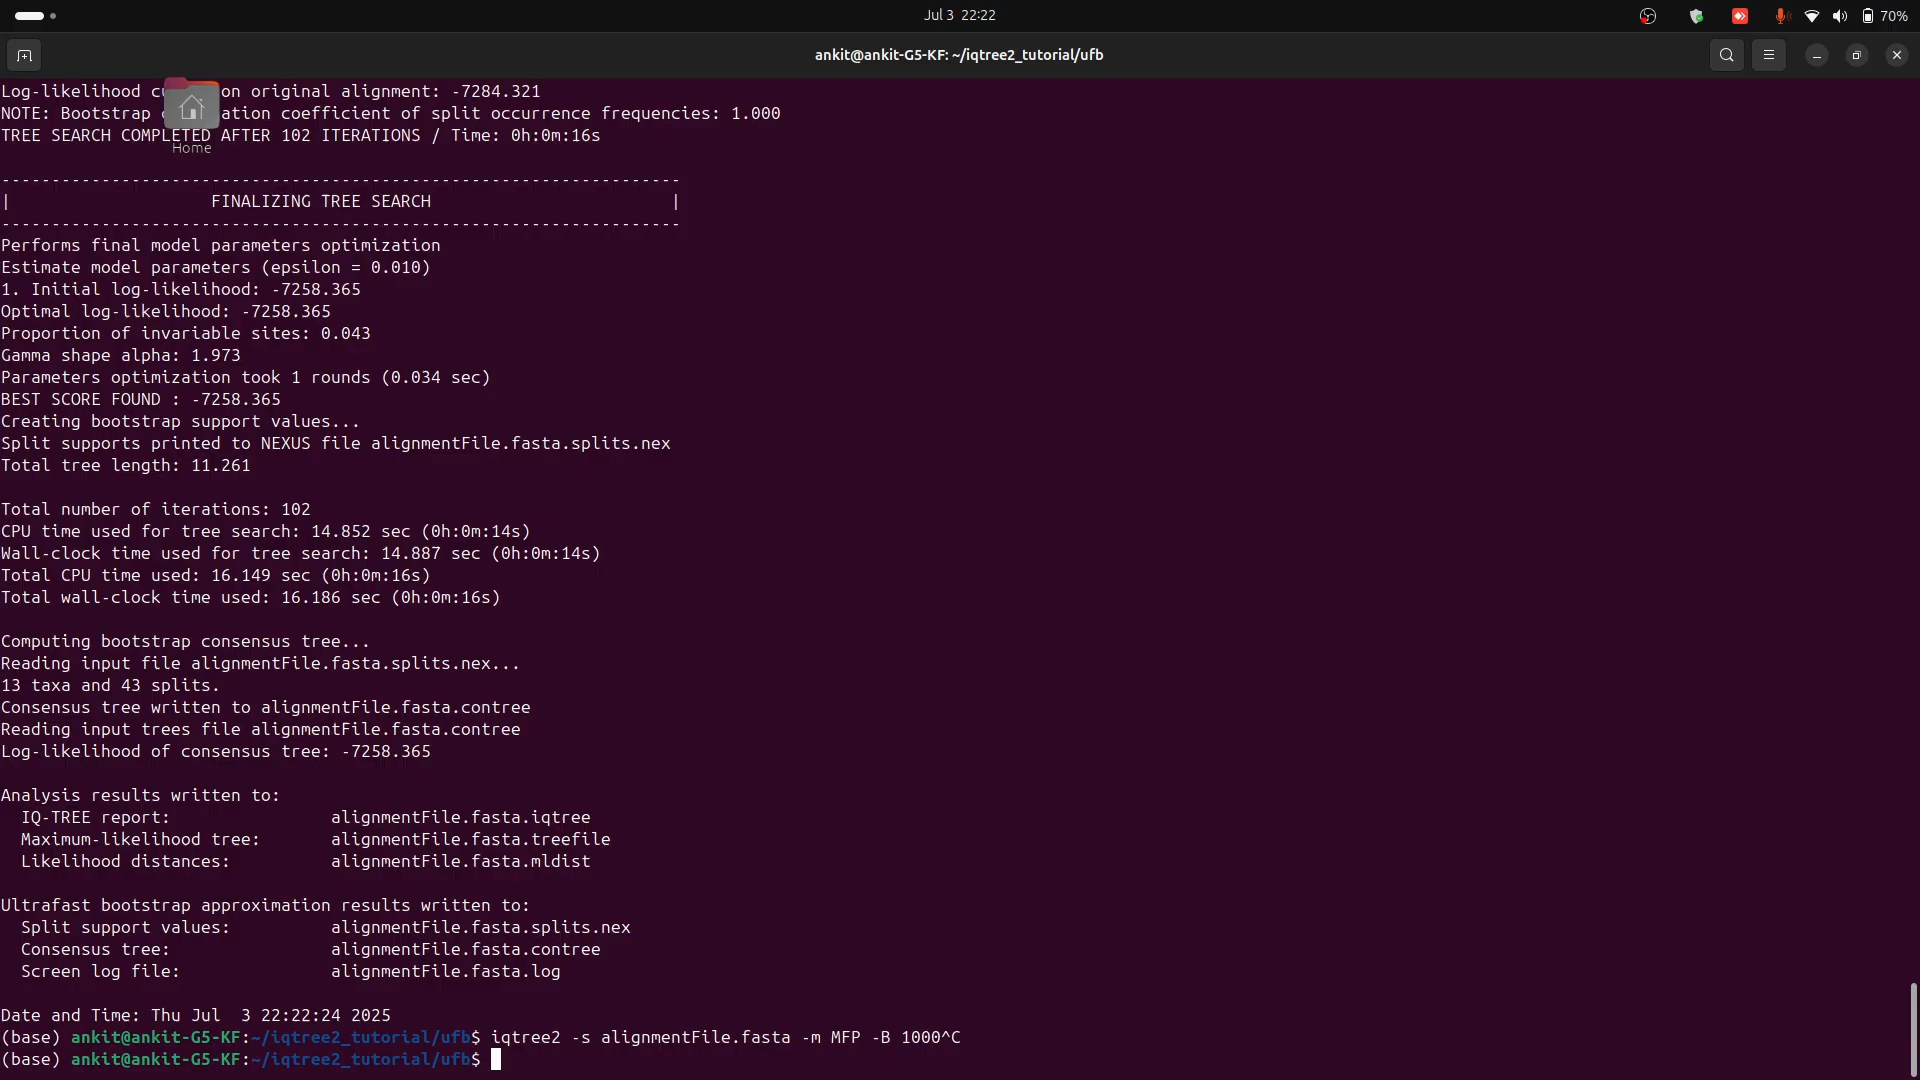 Jul 3 22:22
70%
ankit@ankit-G5-KF: ~/iqtree2_tutorial/ufb
Log-likelihood on original alignment: -7284.321
NOTE: Bootstrap coefficient of split occurrence frequencies: 1.000
TREE SEARCH COMPLETED AFTER 102 ITERATIONS / Time: 0h:0m:16s
Home
--------------------------------------------------------------------
| FINALIZING TREE SEARCH |
--------------------------------------------------------------------
Performs final model parameters optimization
Estimate model parameters (epsilon = 0.010)
1. Initial log-likelihood: -7258.365
Optimal log-likelihood: -7258.365
Proportion of invariable sites: 0.043
Gamma shape alpha: 1.973
Parameters optimization took 1 rounds (0.034 sec)
BEST SCORE FOUND : -7258.365
Creating bootstrap support values...
Split supports printed to NEXUS file alignmentFile.fasta.splits.nex
Total tree length: 11.261
Total number of iterations: 102
CPU time used for tree search: 14.852 sec (0h:0m:14s)
Wall-clock time used for tree search: 14.887 sec (0h:0m:14s)
Total CPU time used: 16.149 sec (0h:0m:16s)
Total wall-clock time used: 16.186 sec (0h:0m:16s)
Computing bootstrap consensus tree...
Reading input file alignmentFile.fasta.splits.nex...
13 taxa and 43 splits.
Consensus tree written to alignmentFile.fasta.contree
Reading input trees file alignmentFile.fasta.contree
Log-likelihood of consensus tree: -7258.365
Analysis results written to:
IQ-TREE report: alignmentFile.fasta.iqtree
Maximum-likelihood tree: alignmentFile.fasta.treefile
Likelihood distances: alignmentFile.fasta.mldist
Ultrafast bootstrap approximation results written to:
Split support values: alignmentFile.fasta.splits.nex
Consensus tree: alignmentFile.fasta.contree
Screen log file: alignmentFile.fasta.log
Date and Time: Thu Jul  3 22:22:24 2025
(base) ankit@ankit-G5-KF:~/iqtree2_tutorial/ufb$ iqtree2 -s alignmentFile.fasta -m MFP -B 1000^C
(base) ankit@ankit-G5-KF:~/iqtree2_tutorial/ufb$